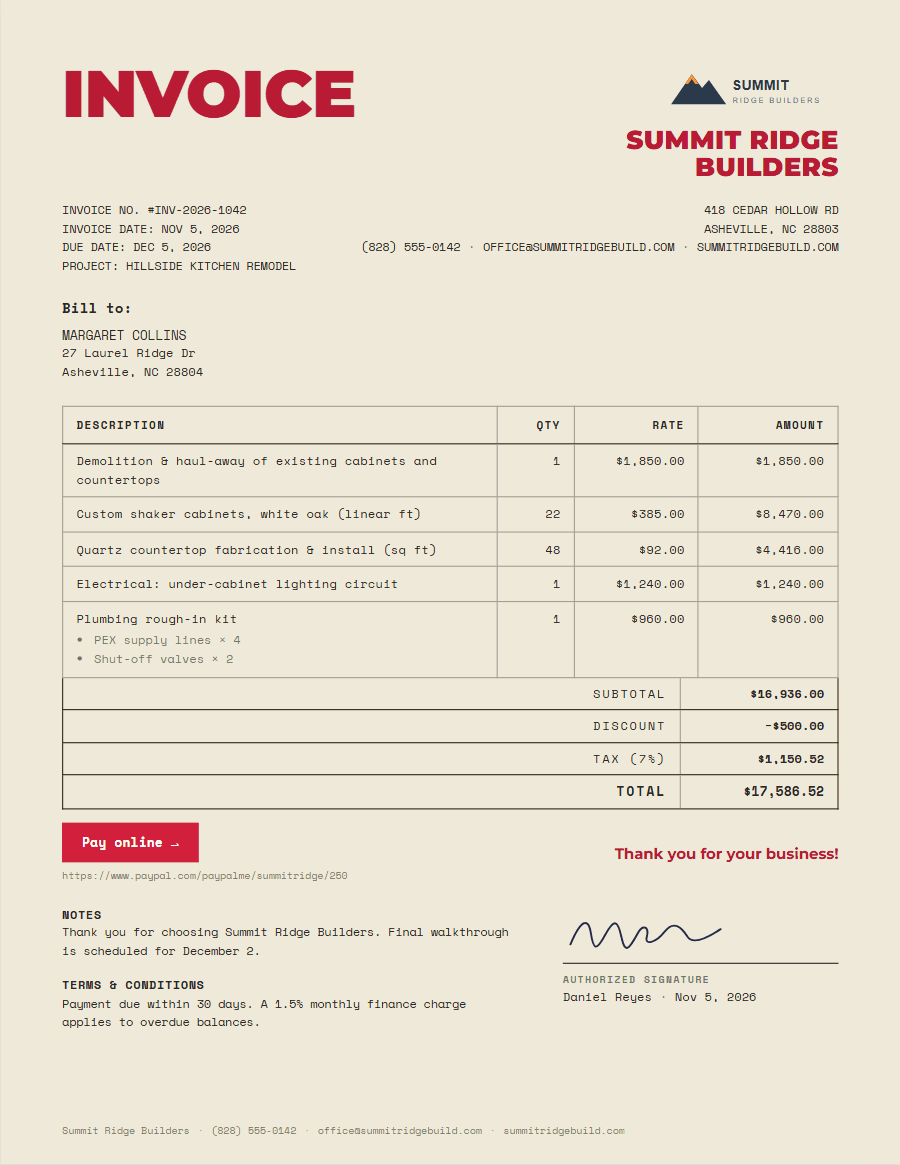 INVOICE
SUMMIT
RIDGE BUILDERS
SUMMIT RIDGE
BUILDERS
INVOICE NO. #INV-2026-1042
INVOICE DATE: NOV 5, 2026
DUE DATE: DEC 5, 2026
PROJECT: HILLSIDE KITCHEN REMODEL
418 CEDAR HOLLOW RD
ASHEVILLE, NC 28803
(828) 555-0142 · OFFICE@SUMMITRIDGEBUILD.COM · SUMMITRIDGEBUILD.COM
Bill to:
MARGARET COLLINS
27 Laurel Ridge Dr
Asheville, NC 28804
DESCRIPTION QTY RATE AMOUNT
Demolition & haul-away of existing cabinets and 1 $1,850.00 $1,850.00
countertops
Custom shaker cabinets, white oak (linear ft) 22 $385.00 $8,470.00
Quartz countertop fabrication & install (sq ft) 48 $92.00 $4,416.00
Electrical: under-cabinet lighting circuit 1 $1,240.00 $1,240.00
Plumbing rough-in kit 1 $960.00 $960.00
• PEX supply lines × 4
• Shut-off valves × 2
SUBTOTAL $16,936.00
DISCOUNT -$500.00
TAX (7%) $1,150.52
TOTAL $17,586.52
Pay online →
https://www.paypal.com/paypalme/summitridge/250
Thank you for your business!
NOTES
Thank you for choosing Summit Ridge Builders. Final walkthrough
is scheduled for December 2.
TERMS & CONDITIONS
Payment due within 30 days. A 1.5% monthly finance charge
applies to overdue balances.
AUTHORIZED SIGNATURE
Daniel Reyes · Nov 5, 2026
Summit Ridge Builders · (828) 555-0142 · office@summitridgebuild.com · summitridgebuild.com